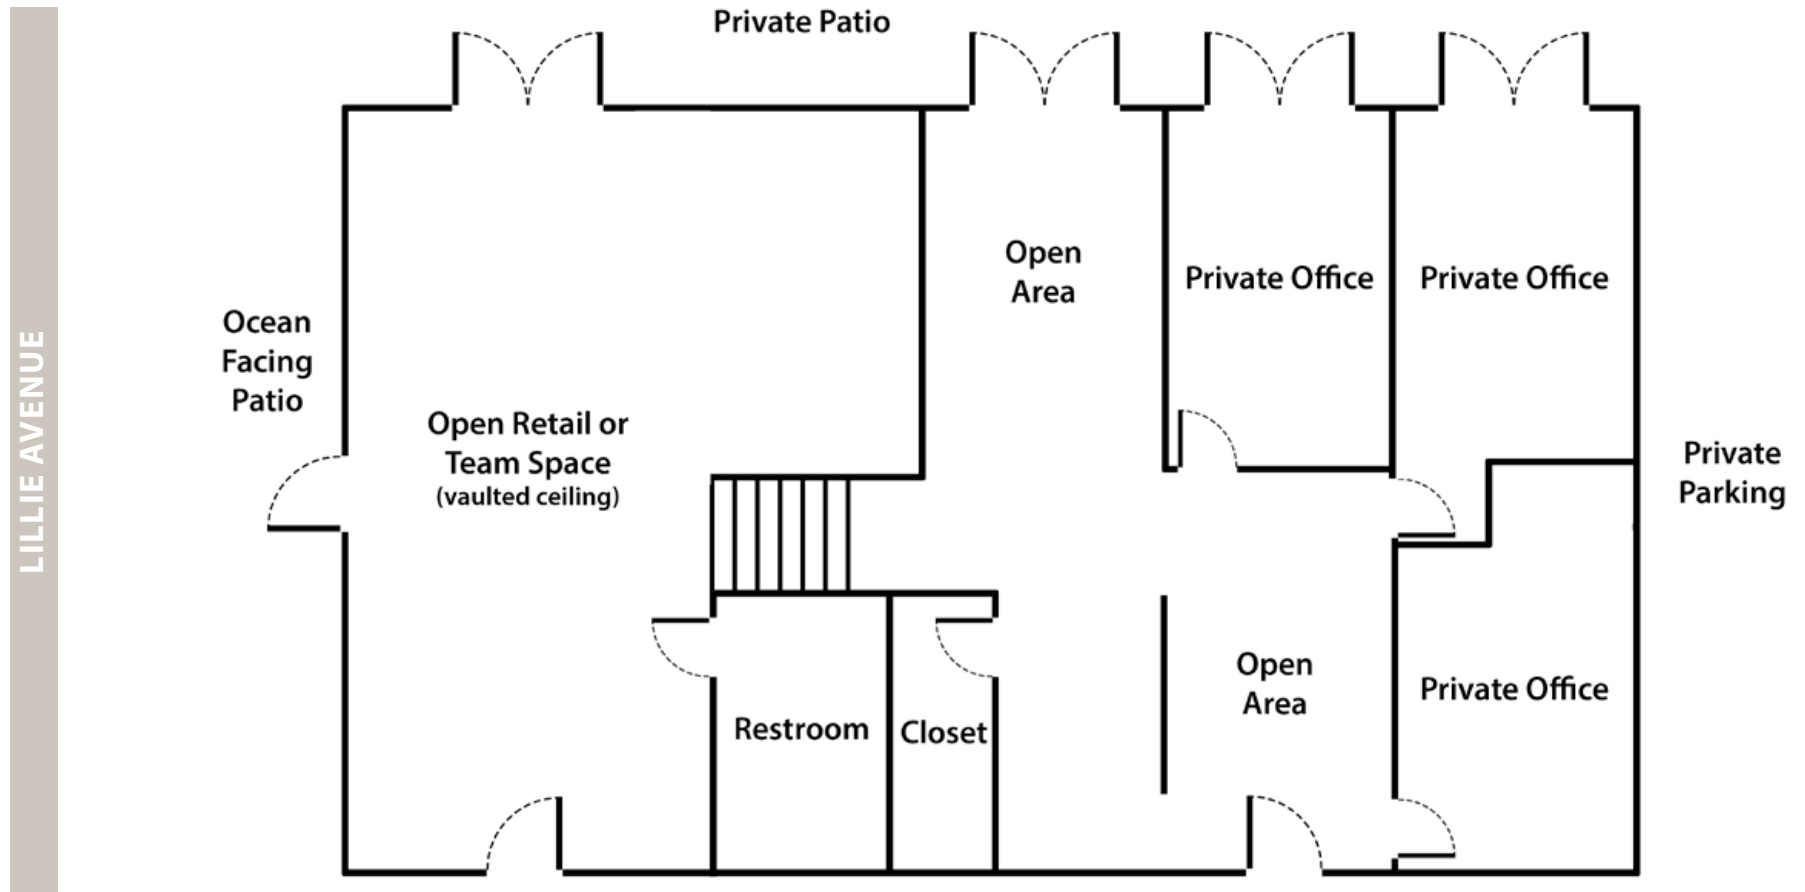 Private Patio
LILLIE AVENUE
Ocean
Facing
Patio
Open Retail or
Team Space
(vaulted ceiling)
Open
Area
Private Office
Private Office
Private
Parking
Restroom
Closet
Open
Area
Private Office